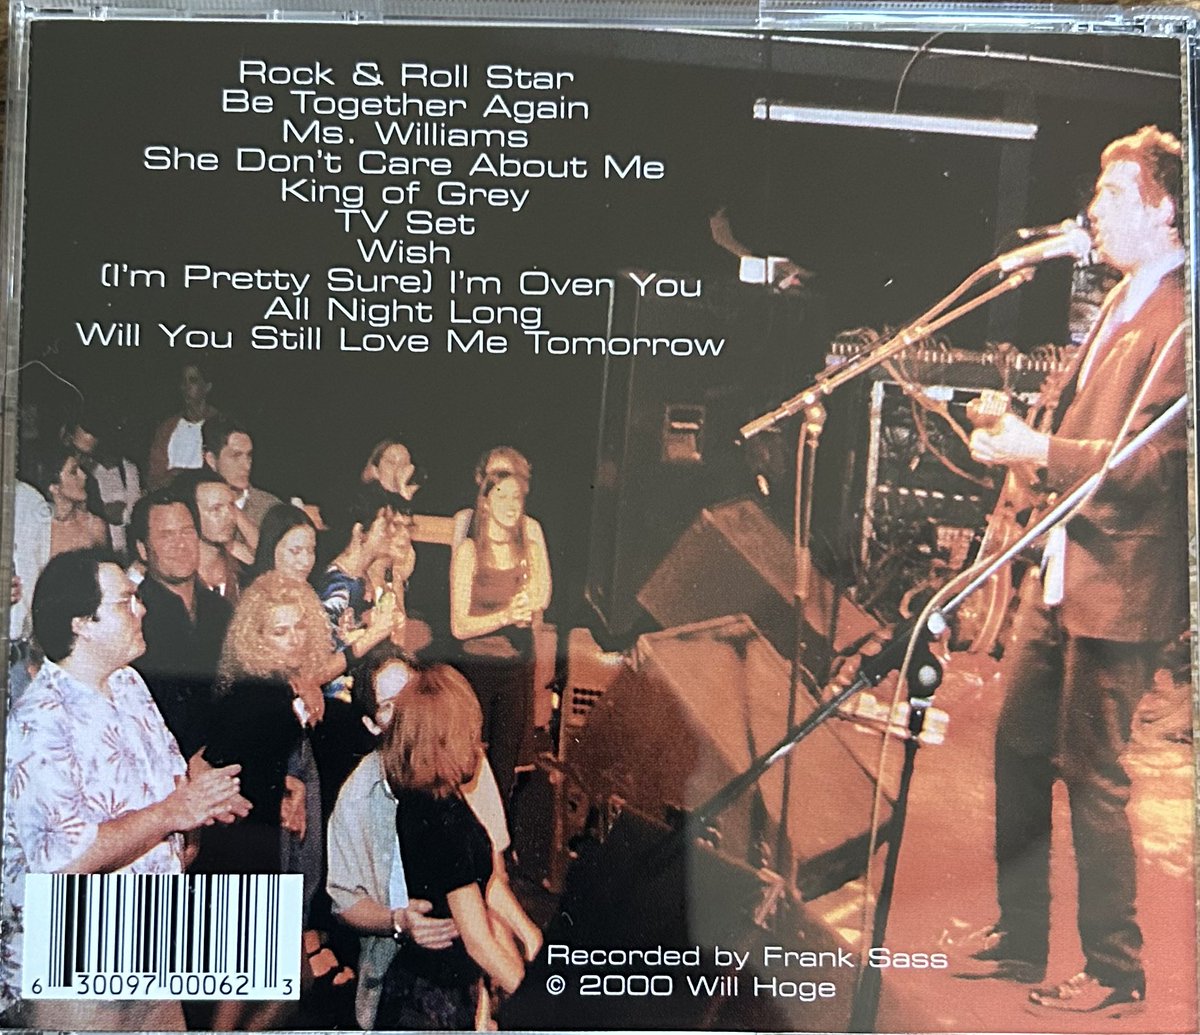 Rock & Roll Star
Be Together Again
Ms. Williams
She Don't Care About Me
King of Grey
TV Set
Wish
(I'm Pretty Sure) I'm Over You
All Night Long
Will You Still Love Me Tomorrow
6 30097 00062 3
Recorded by Frank Sass
© 2000 Will Hoge